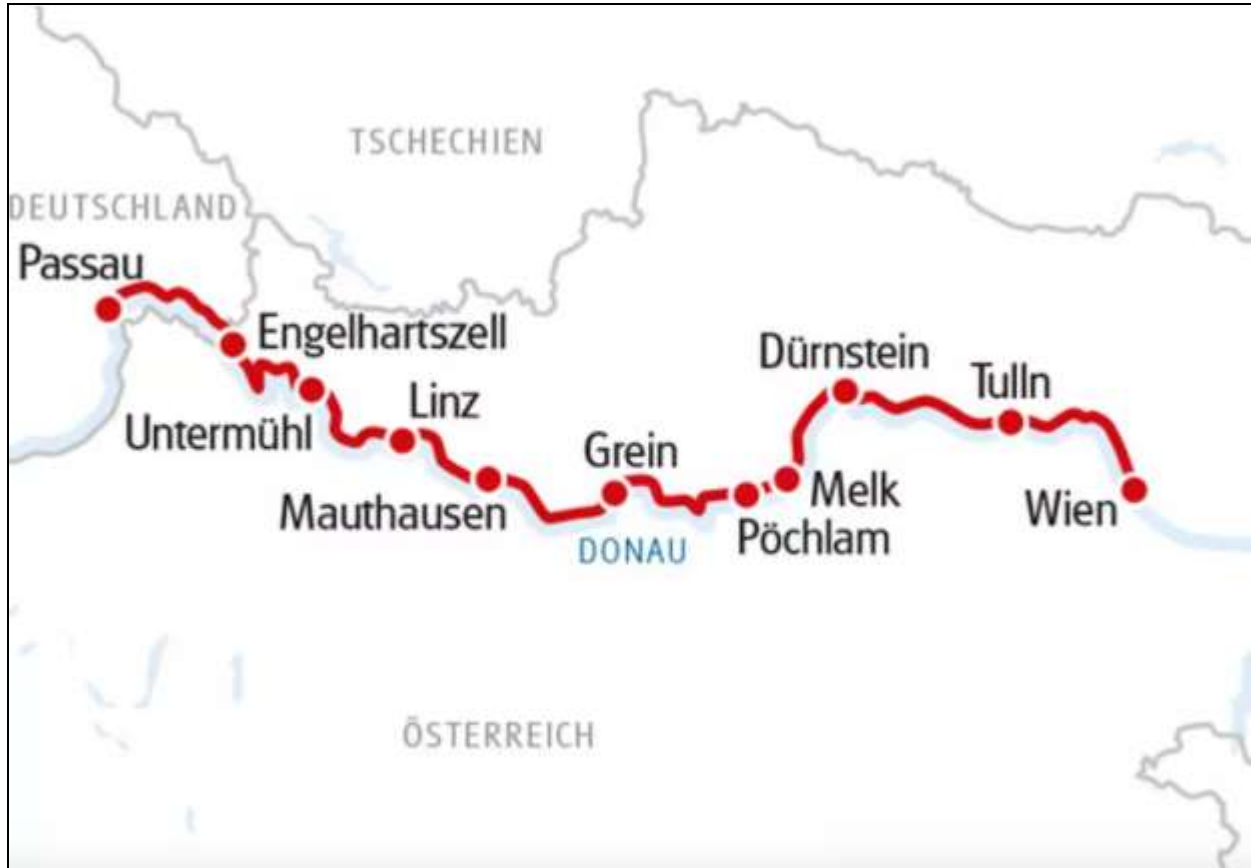 TSCHECHIEN
DEUTSCHLAND
Passau
Engelhartszell
Dürnstein
Tulln
Linz
Untermühl
Grein
Melk
Wien
Mauthausen
Pöchlam
DONAU
ÖSTERREICH